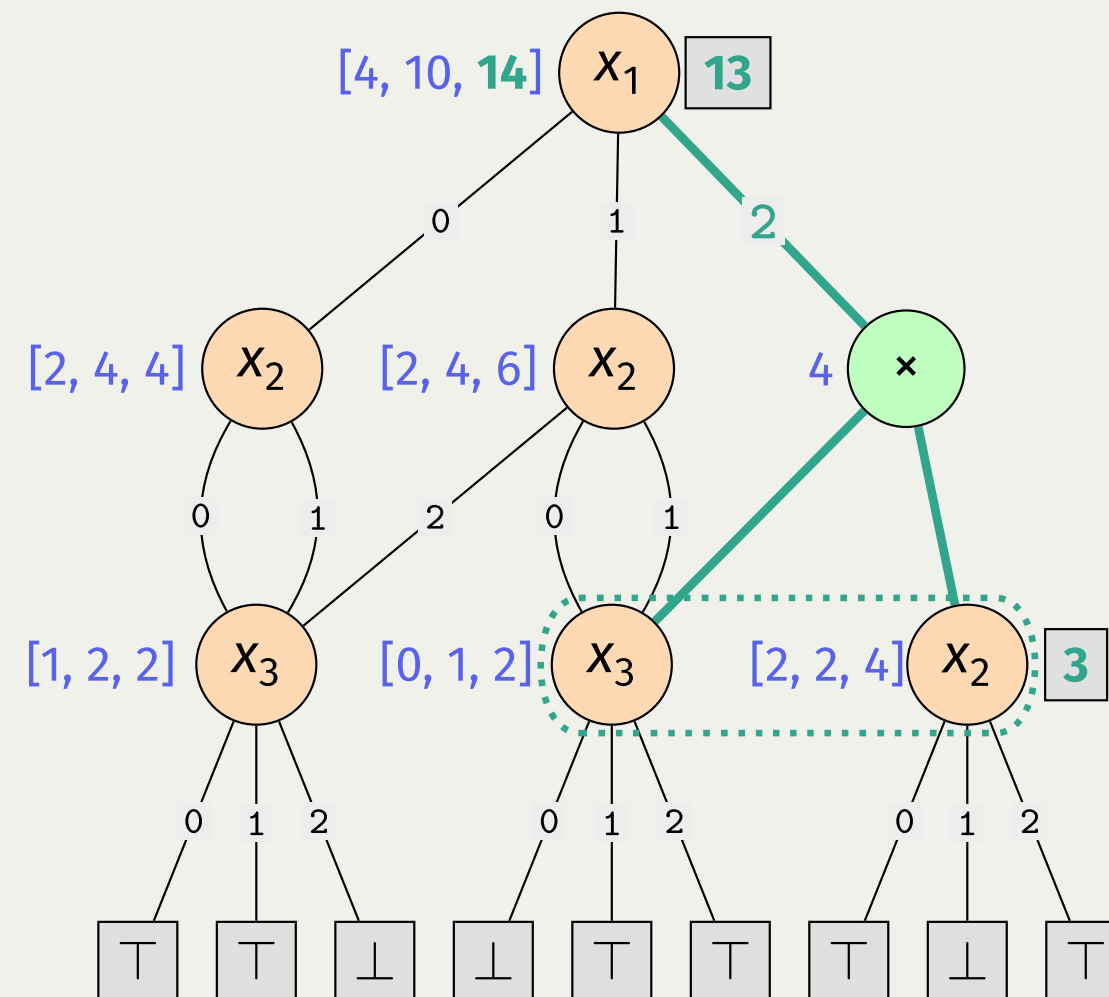 [4, 10, 14] x₁ 13
0 1 2
[2, 4, 4] x₂ [2, 4, 6] x₂ 4 ×
0 1 2 0 1
[1, 2, 2] x₃ [0, 1, 2] x₃ [2, 2, 4] x₂ 3
0 1 2 0 1 2 0 1 2
⊤ ⊤ ⊥ ⊥ ⊤ ⊤ ⊤ ⊥ ⊤